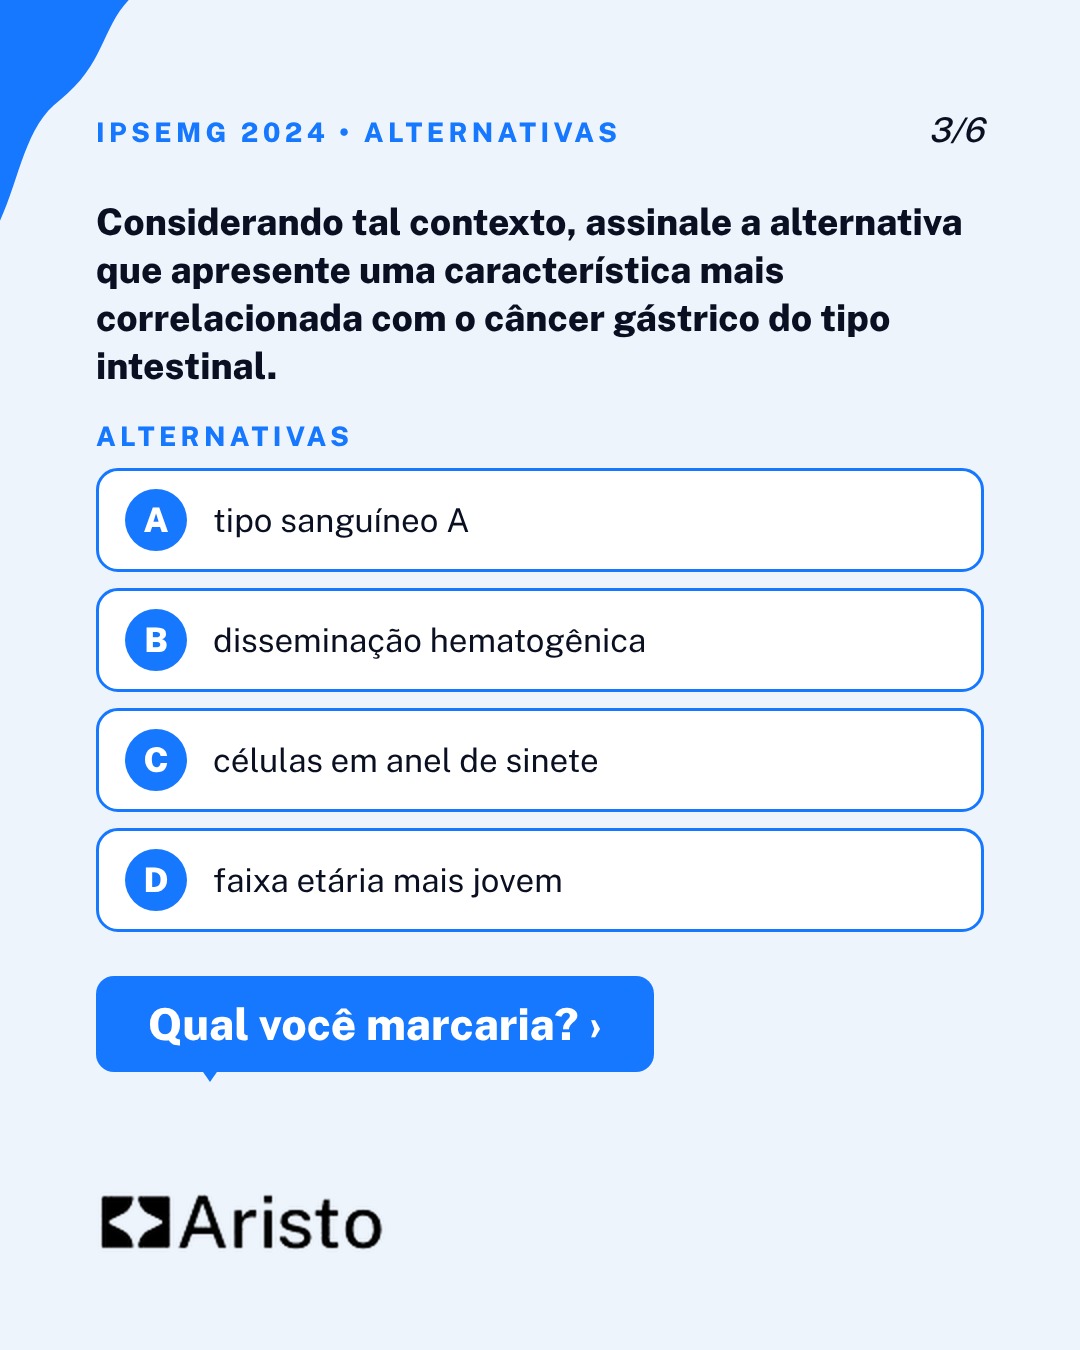 IPSEMG 2024 • ALTERNATIVAS
3/6
Considerando tal contexto, assinale a alternativa
que apresente uma característica mais
correlacionada com o câncer gástrico do tipo
intestinal.
ALTERNATIVAS
A tipo sanguíneo A
B disseminação hematogênica
C células em anel de sinete
D faixa etária mais jovem
Qual você marcaria? ›
Aristo